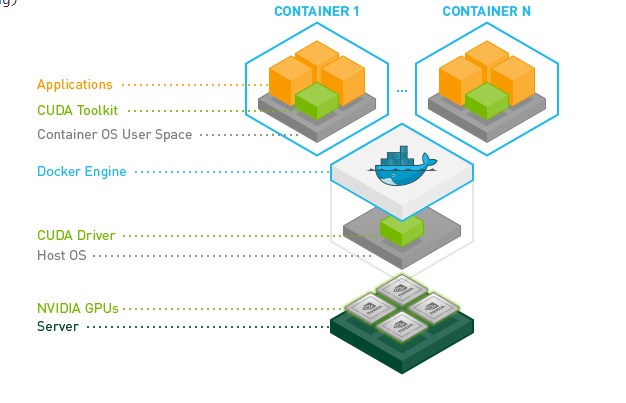 CONTAINER 1
CONTAINER N
...
Applications
CUDA Toolkit
Container OS User Space
Docker Engine
CUDA Driver
Host OS
NVIDIA GPUs
Server